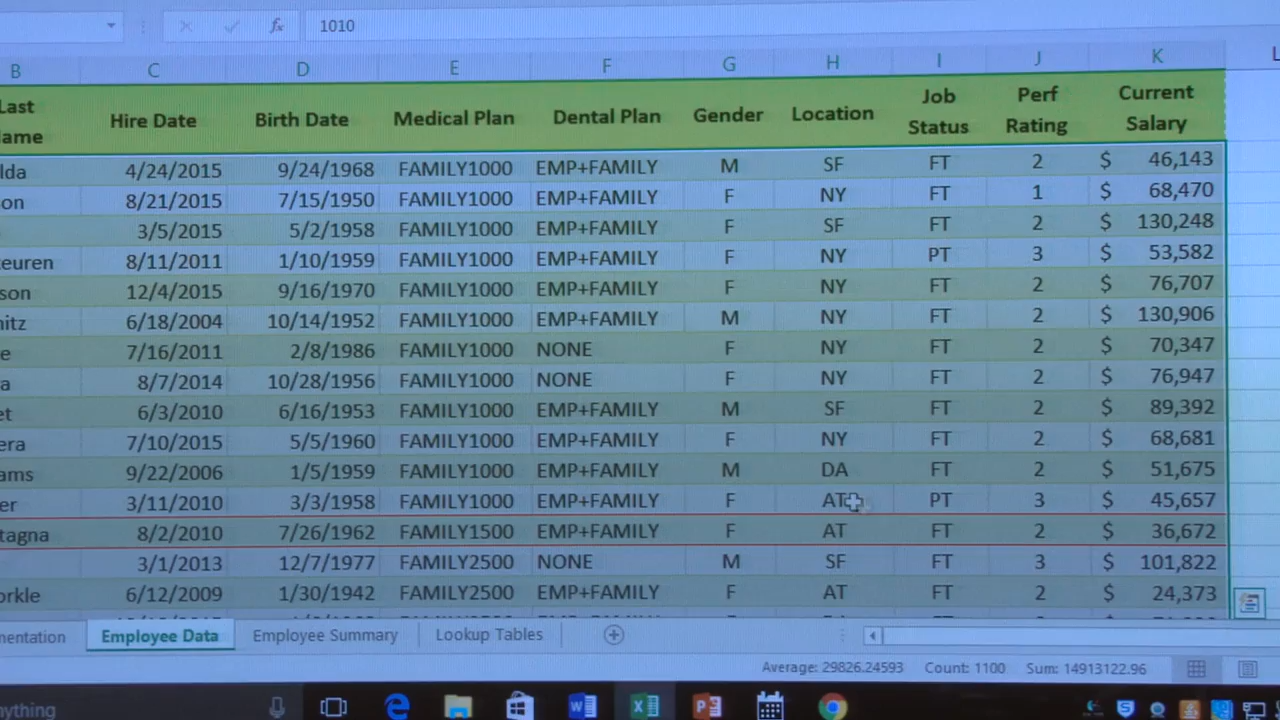 1010
B C D E F G H I J K
Last Name Hire Date Birth Date Medical Plan Dental Plan Gender Location Job Status Perf Rating Current Salary
lda 4/24/2015 9/24/1968 FAMILY1000 EMP+FAMILY M SF FT 2 $ 46,143
on 8/21/2015 7/15/1950 FAMILY1000 EMP+FAMILY F NY FT 1 $ 68,470
3/5/2015 5/2/1958 FAMILY1000 EMP+FAMILY F SF FT 2 $ 130,248
euren 8/11/2011 1/10/1959 FAMILY1000 EMP+FAMILY F NY PT 3 $ 53,582
son 12/4/2015 9/16/1970 FAMILY1000 EMP+FAMILY F NY FT 2 $ 76,707
nitz 6/18/2004 10/14/1952 FAMILY1000 EMP+FAMILY M NY FT 2 $ 130,906
e 7/16/2011 2/8/1986 FAMILY1000 NONE F NY FT 2 $ 70,347
a 8/7/2014 10/28/1956 FAMILY1000 NONE F NY FT 2 $ 76,947
et 6/3/2010 6/16/1953 FAMILY1000 EMP+FAMILY M SF FT 2 $ 89,392
era 7/10/2015 5/5/1960 FAMILY1000 EMP+FAMILY F NY FT 2 $ 68,681
ams 9/22/2006 1/5/1959 FAMILY1000 EMP+FAMILY M DA FT 2 $ 51,675
er 3/11/2010 3/3/1958 FAMILY1000 EMP+FAMILY F AT PT 3 $ 45,657
tagna 8/2/2010 7/26/1962 FAMILY1500 EMP+FAMILY F AT FT 2 $ 36,672
3/1/2013 12/7/1977 FAMILY2500 NONE M SF FT 3 $ 101,822
orkle 6/12/2009 1/30/1942 FAMILY2500 EMP+FAMILY F AT FT 2 $ 24,373
mentation Employee Data Employee Summary Lookup Tables
Average: 29826.24593 Count: 1100 Sum: 14913122.96
nything